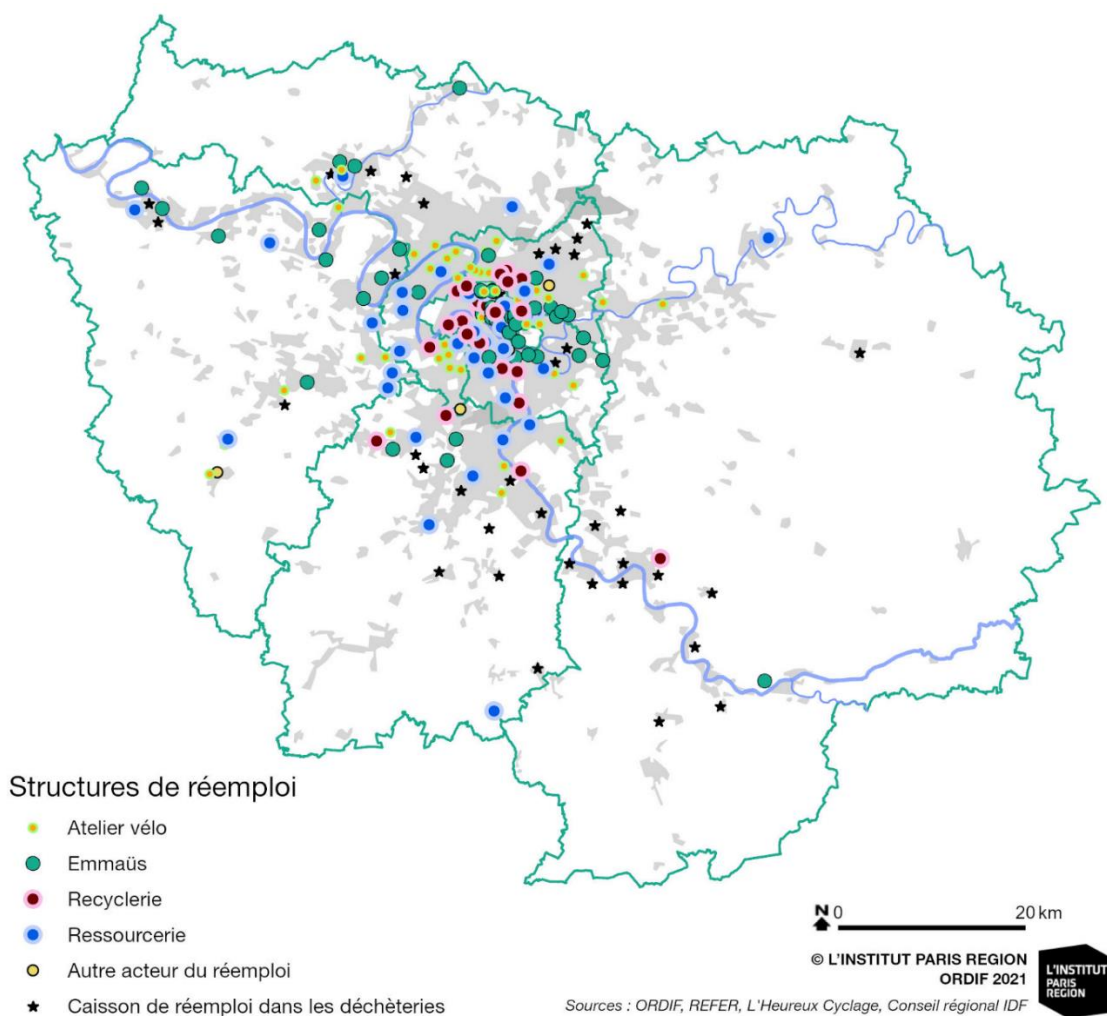 Structures de réemploi
Atelier vélo
Emmaüs
Recyclerie
Ressourcerie
Autre acteur du réemploi
Caisson de réemploi dans les déchèteries
N 0 20 km
© L'INSTITUT PARIS REGION
ORDIF 2021
Sources : ORDIF, REFER, L'Heureux Cyclage, Conseil régional IDF
L'INSTITUT
PARIS
REGION